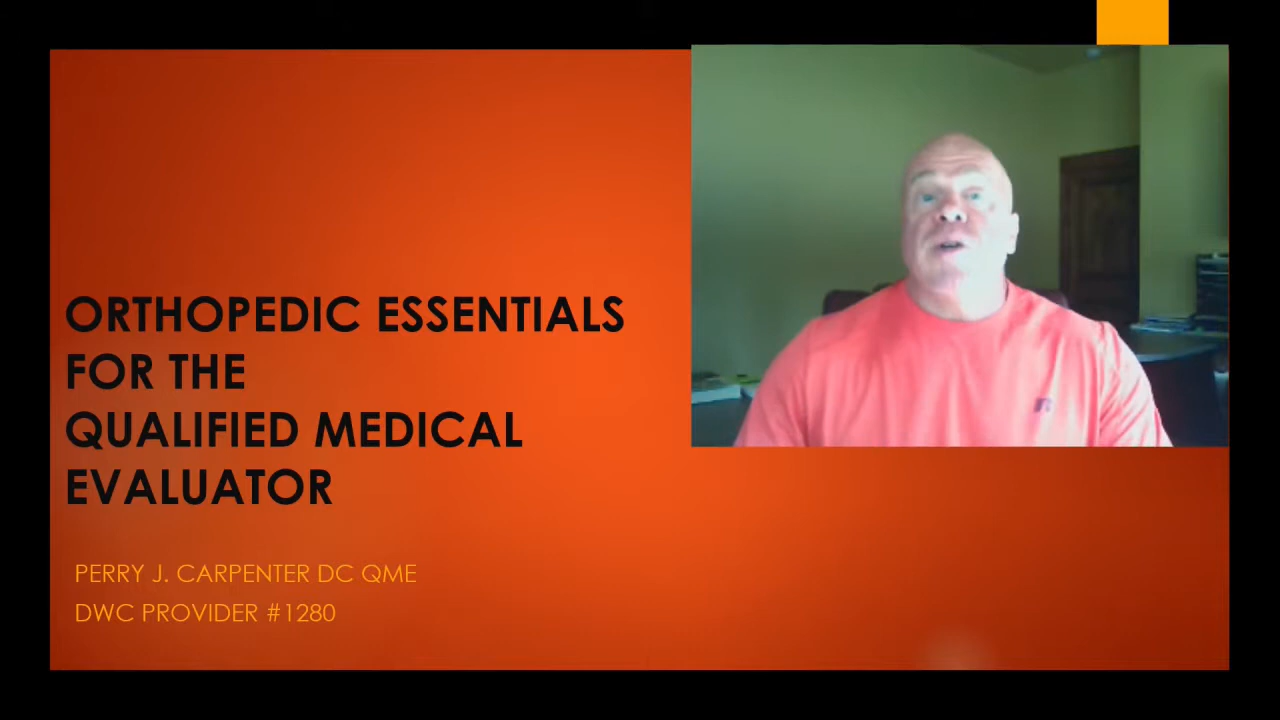 ORTHOPEDIC ESSENTIALS
FOR THE
QUALIFIED MEDICAL
EVALUATOR
PERRY J. CARPENTER DC QME
DWC PROVIDER #1280